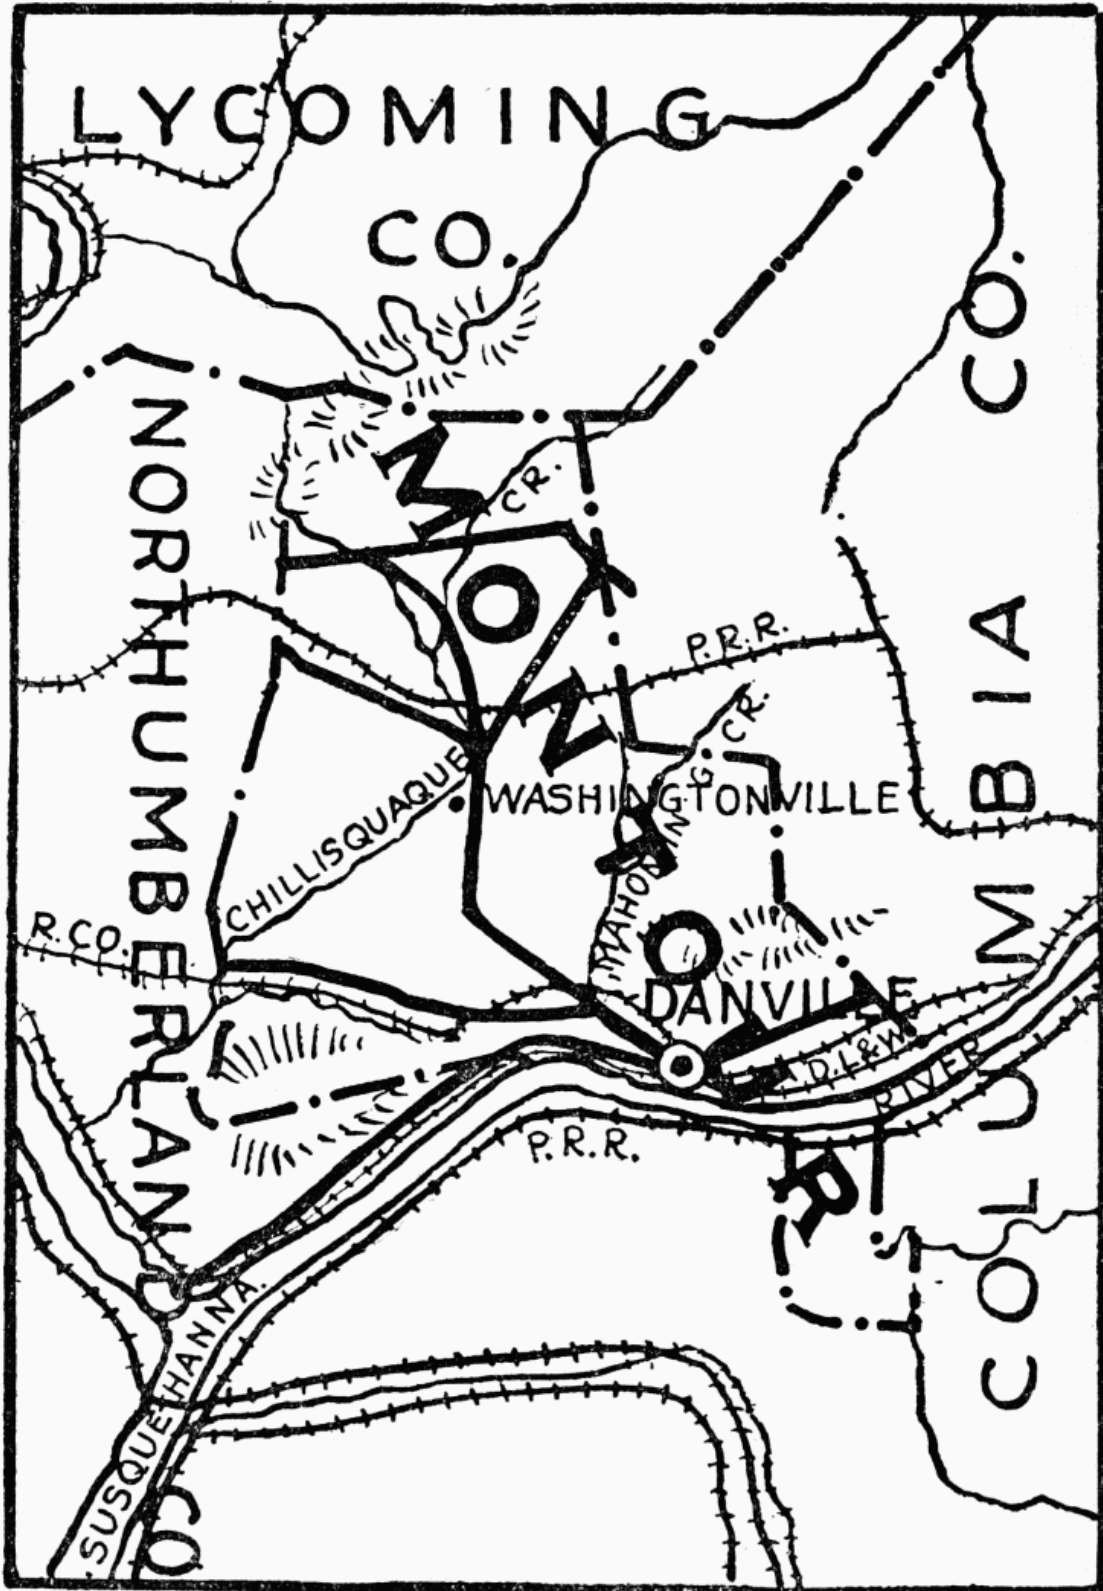 LYCOMING
CO.
NORTHUMBERLAND
CO
COLUMBIA CO.
MONTOUR
CR.
P.R.R.
MAHONING. CR.
WASHINGTONVILLE
CHILLISQUAQUE
R.CO.
DANVILLE
D.L&W.
RIVER
P.R.R.
SUSQUEHANNA.